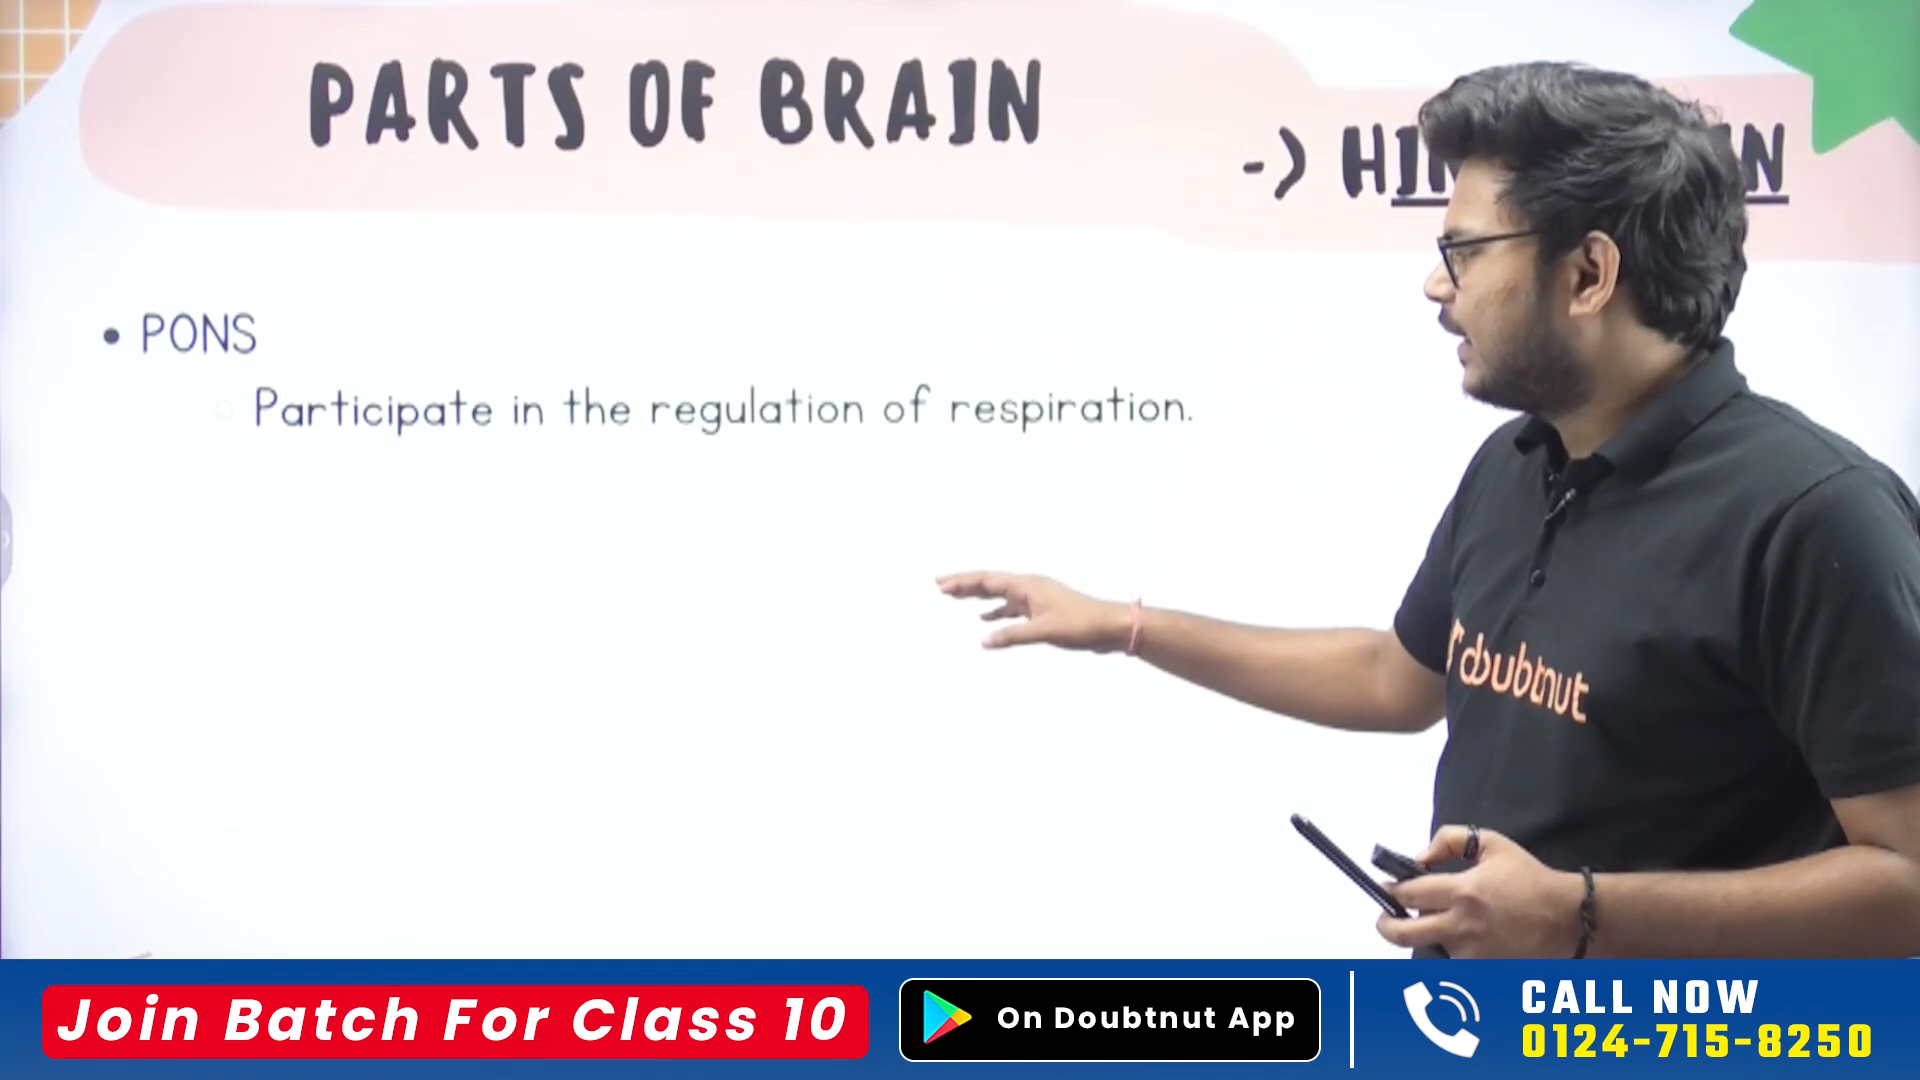 PARTS OF BRAIN
->
• PONS
Participate in the regulation of respiration.
doubtnut
Join Batch For Class 10
On Doubtnut App
CALL NOW
0124-715-8250